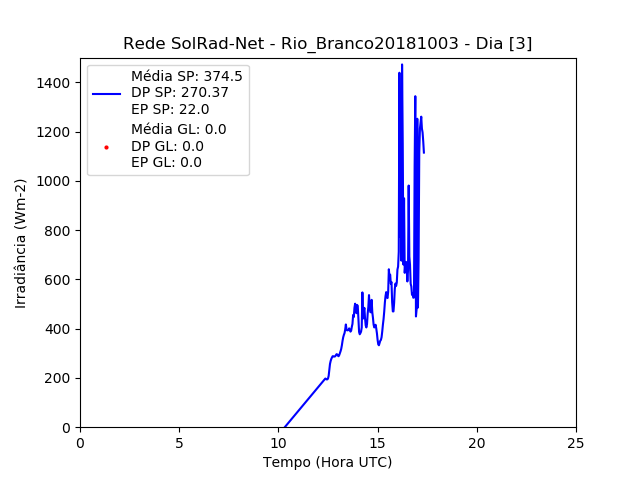 Rede SolRad-Net - Rio_Branco20181003 - Dia [3]
Média SP: 374.5
DP SP: 270.37
EP SP: 22.0
Média GL: 0.0
DP GL: 0.0
EP GL: 0.0
1400
1200
1000
800
600
400
200
0
Irradiância (Wm-2)
0 5 10 15 20 25
Tempo (Hora UTC)